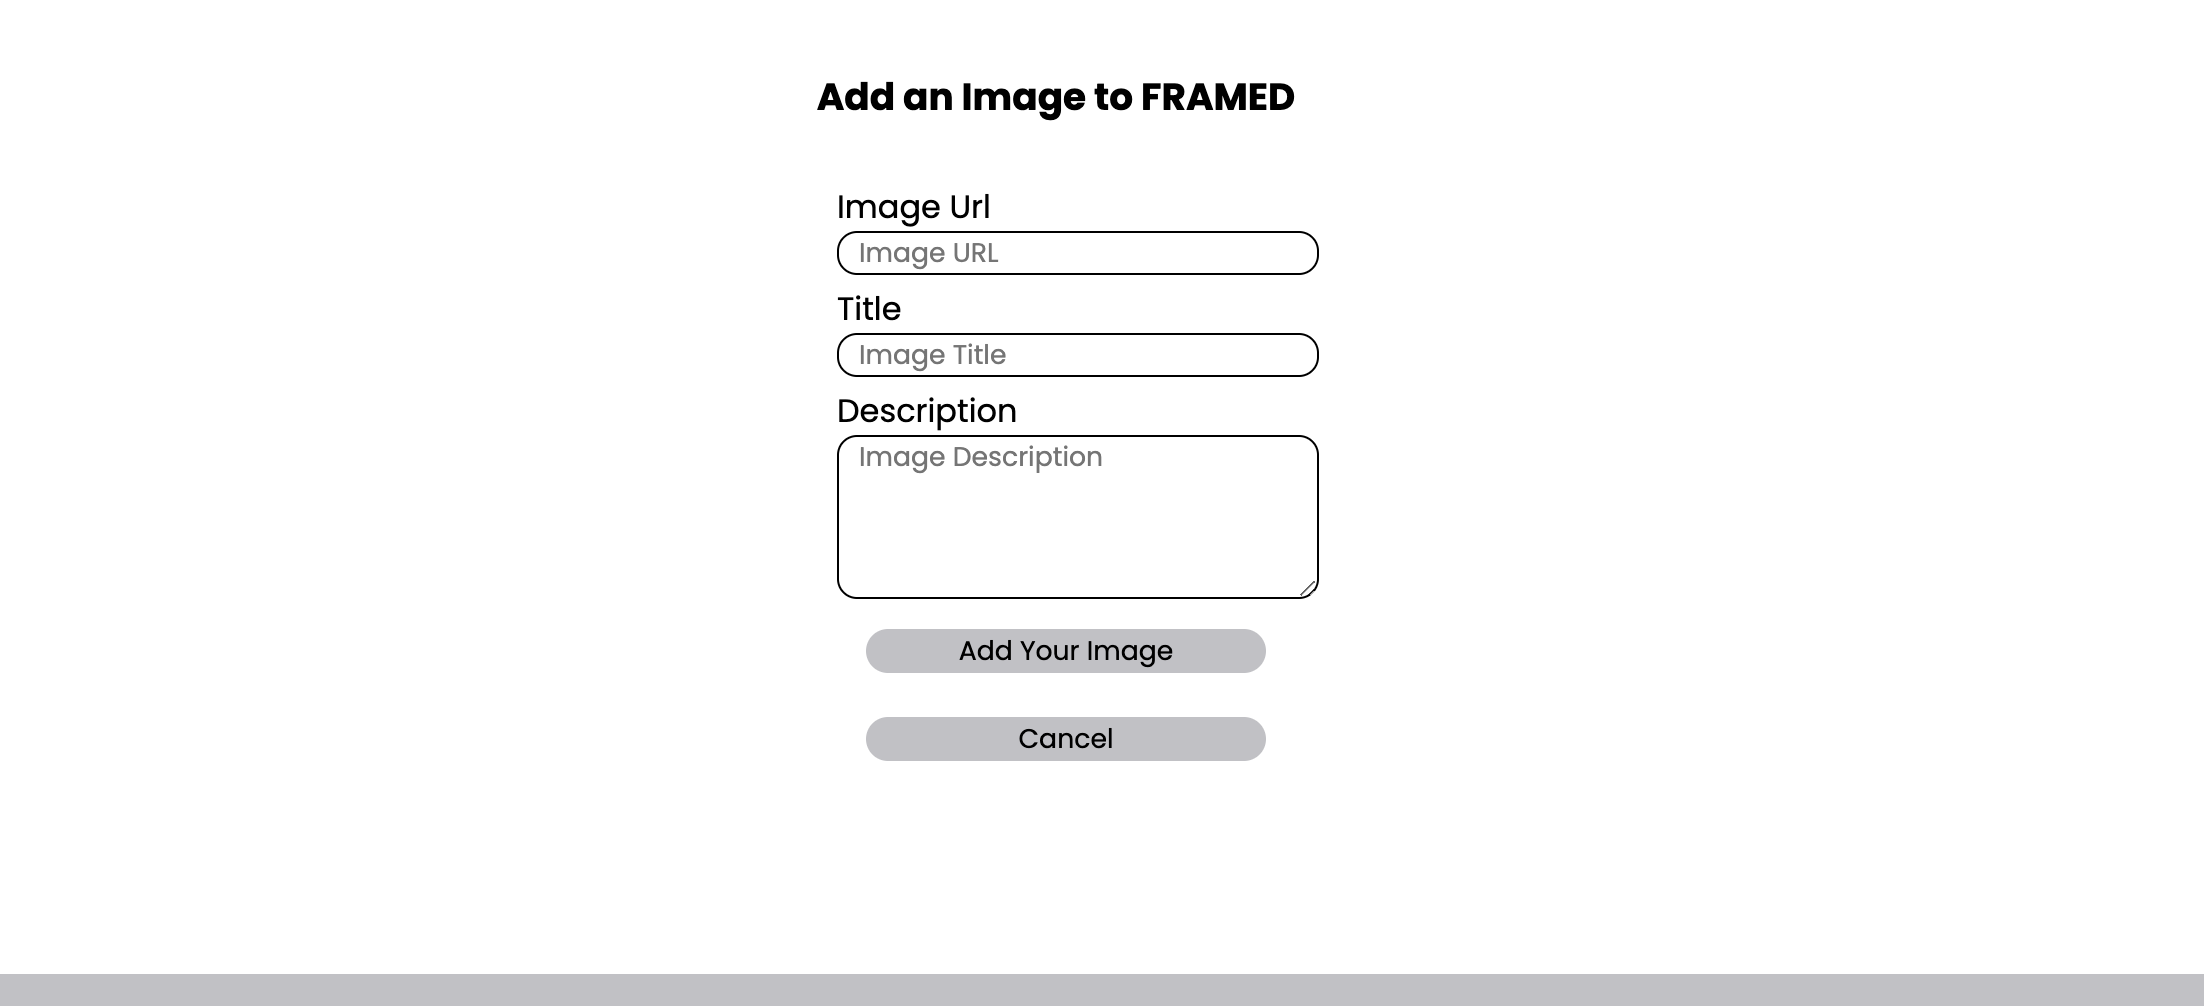 Add an Image to FRAMED
Image Url
Image URL
Title
Image Title
Description
Image Description
Add Your Image
Cancel